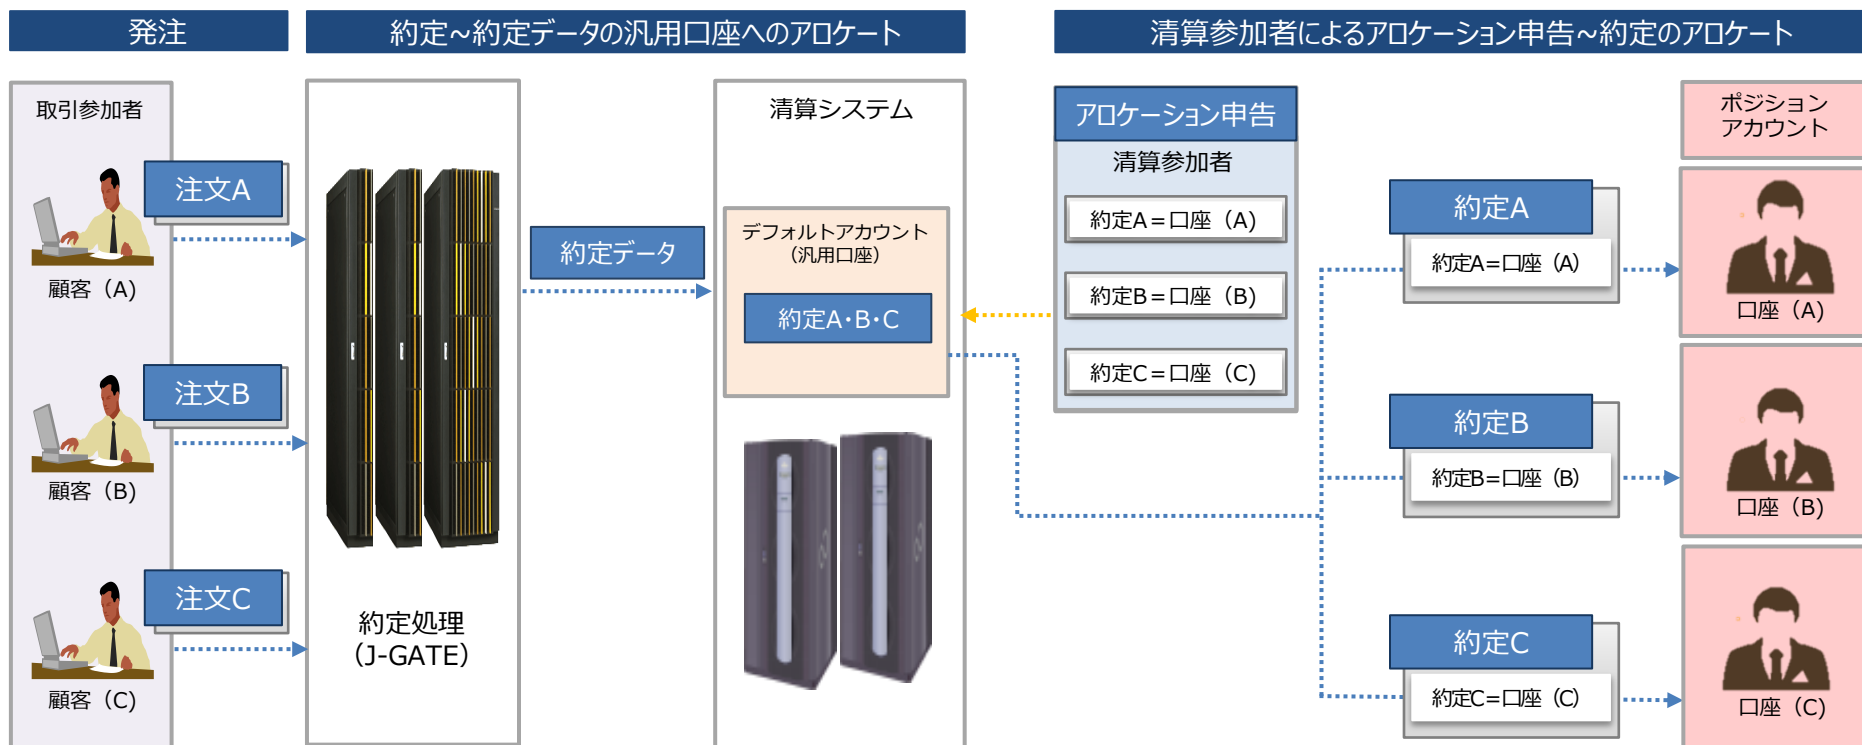 発注
約定~約定データの汎用口座へのアロケート
清算参加者によるアロケーション申告~約定のアロケート
取引参加者
注文A
顧客（A)
注文B
顧客（B)
注文C
顧客（C)
約定処理
（J-GATE）
約定データ
清算システム
デフォルトアカウント
（汎用口座）
約定A･B･C
アロケーション申告
清算参加者
約定A＝口座（A)
約定B＝口座（B)
約定C＝口座（C)
約定A
約定A＝口座（A）
約定B
約定B＝口座（B）
約定C
約定C＝口座（C）
ポジション
アカウント
口座（A)
口座（B)
口座（C)